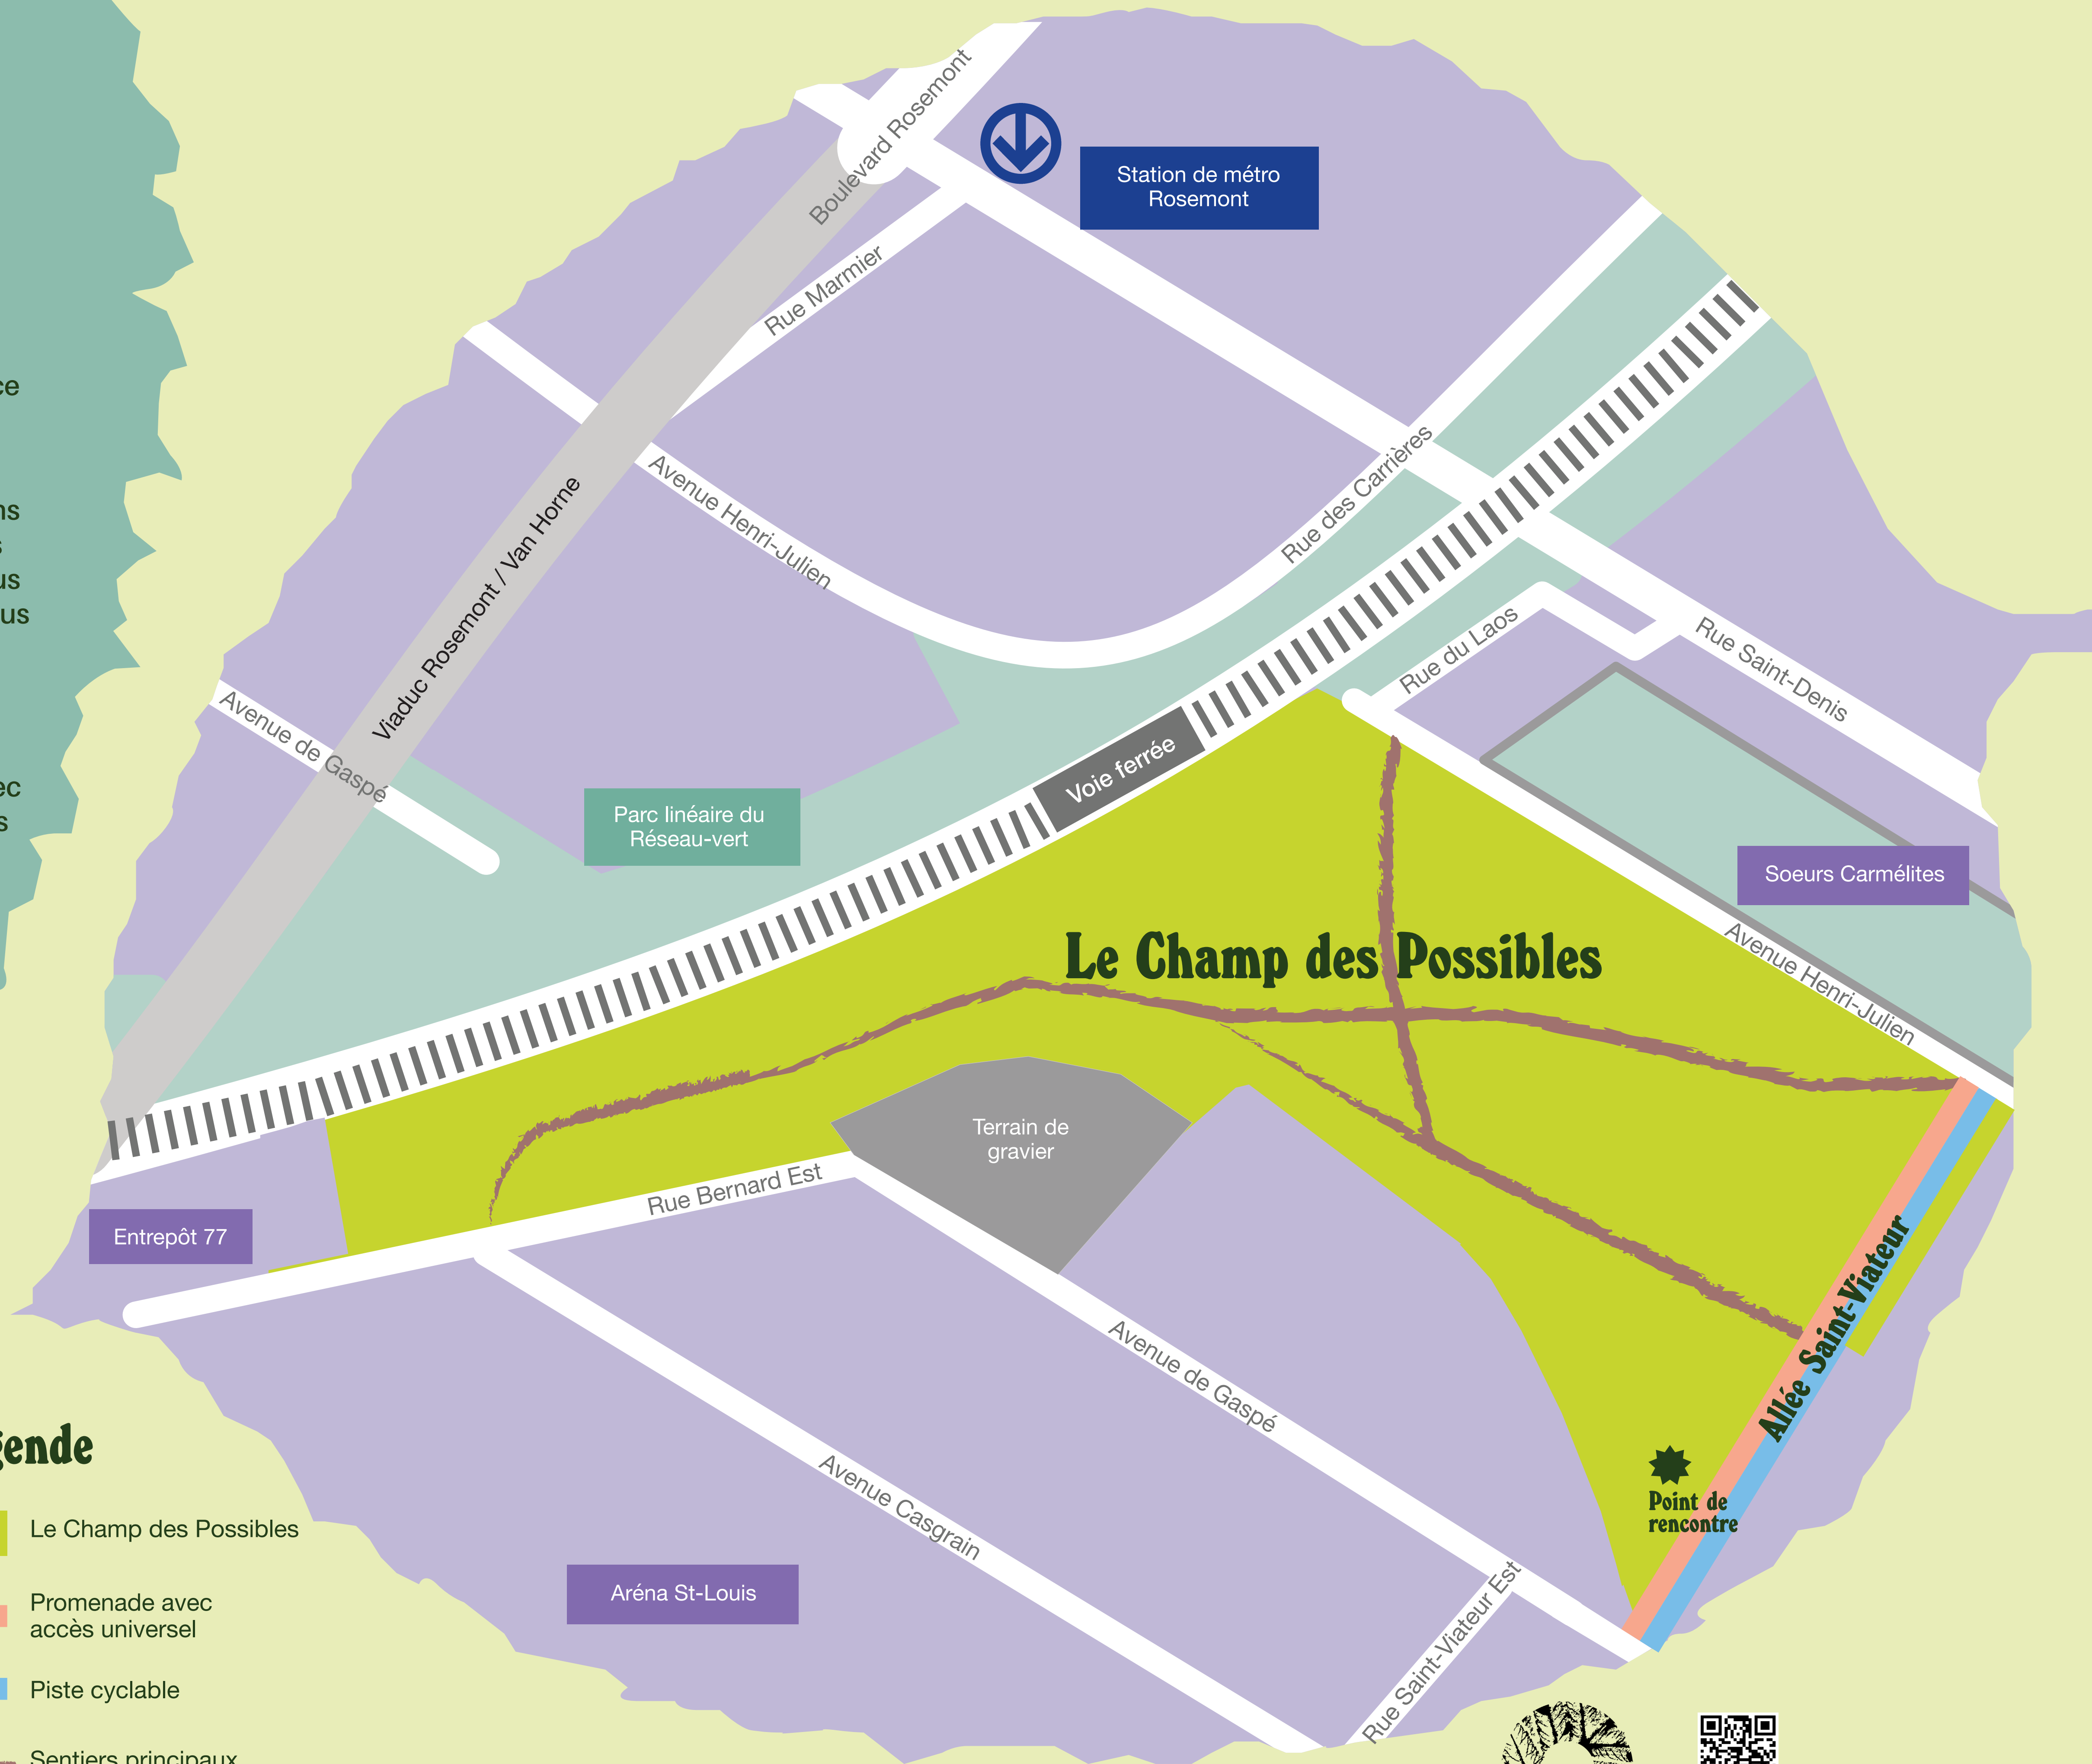 Boulevard Rosemont
Station de métro
Rosemont
Rue Marmier
Avenue Henri-Julien
Rue des Carrières
Viaduc Rosemont / Van Horne
Avenue de Gaspé
Rue du Laos
Rue Saint-Denis
Voie ferrée
Parc linéaire du
Réseau-vert
Soeurs Carmélites
Le Champ des Possibles
Avenue Henri-Julien
Terrain de
gravier
Rue Bernard Est
Entrepôt 77
Allée Saint-Viateur
Avenue de Gaspé
Avenue Casgrain
Point de
rencontre
Aréna St-Louis
Rue Saint-Viateur Est
Le Champ des Possibles
Promenade avec
accès universel
Piste cyclable
Sentiers principaux